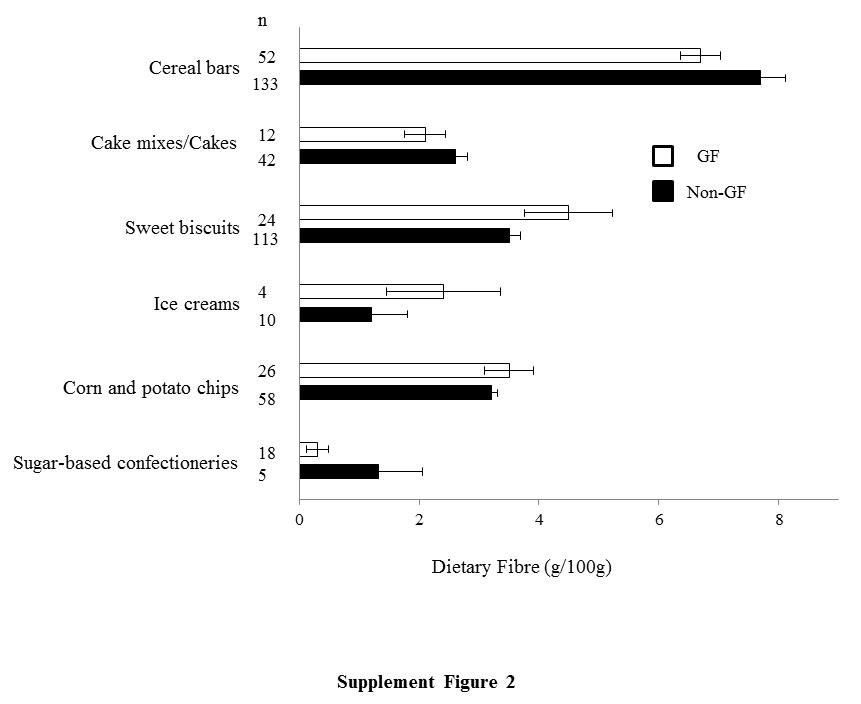 n
52
Cereal bars
133
12
Cake mixes/Cakes
42
GF
Non-GF
24
Sweet biscuits
113
4
Ice creams
10
26
Corn and potato chips
58
18
Sugar-based confectioneries
5
0 2 4 6 8
Dietary Fibre (g/100g)
Supplement Figure 2